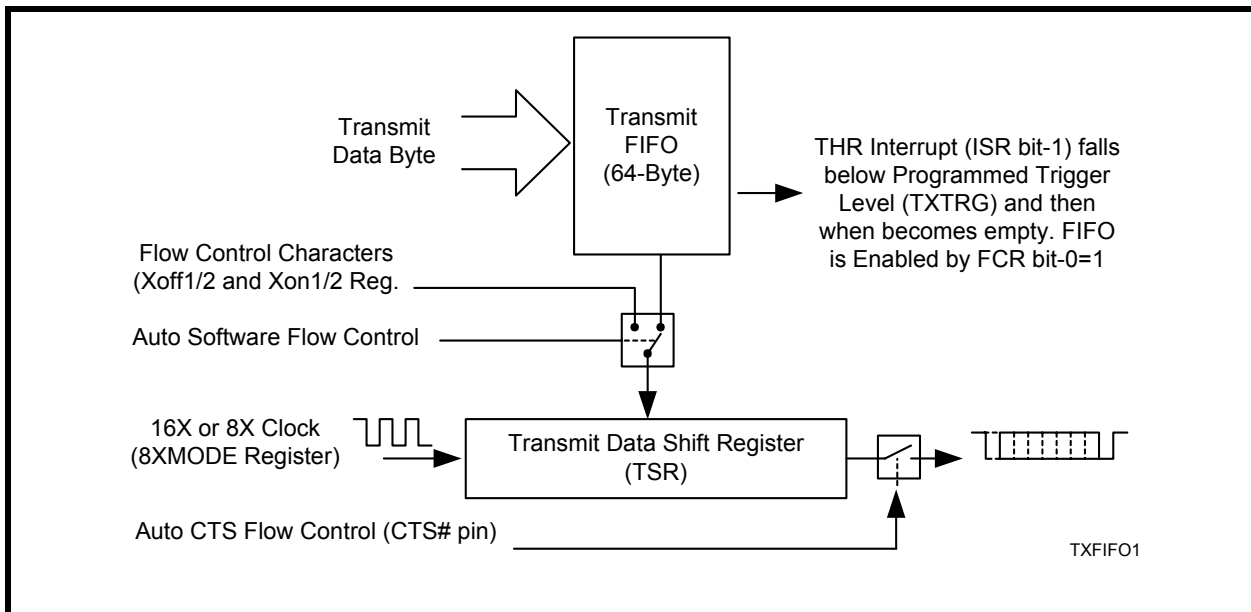 Transmit
Data Byte
Transmit
FIFO
(64-Byte)
THR Interrupt (ISR bit-1) falls
below Programmed Trigger
Level (TXTRG) and then
when becomes empty. FIFO
is Enabled by FCR bit-0=1
Flow Control Characters
(Xoff1/2 and Xon1/2 Reg.
Auto Software Flow Control
16X or 8X Clock
(8XMODE Register)
Transmit Data Shift Register
(TSR)
Auto CTS Flow Control (CTS# pin)
TXFIFO1